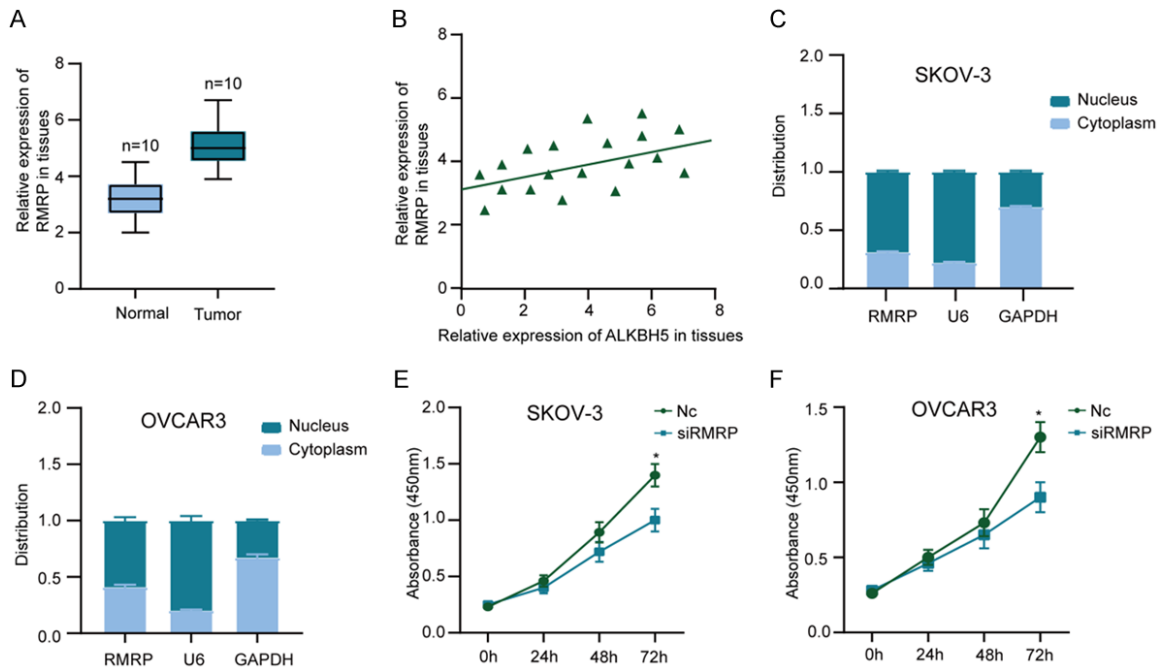 A
Relative expression of
RMRP in tissues
8
6
4
2
0
n=10
n=10
Normal
Tumor
B
Relative expression of
RMRP in tissues
8
6
4
2
0
0
2
4
6
8
Relative expression of ALKBH5 in tissues
C
SKOV-3
Distribution
2.0
1.5
1.0
0.5
0.0
Nucleus
Cytoplasm
RMRP
U6
GAPDH
D
OVCAR3
Distribution
2.0
1.5
1.0
0.5
0.0
Nucleus
Cytoplasm
RMRP
U6
GAPDH
E
SKOV-3
Absorbance (450nm)
2.0
1.5
1.0
0.5
0.0
Nc
siRMRP
*
0h
24h
48h
72h
F
OVCAR3
Absorbance (450nm)
1.5
1.0
0.5
0.0
Nc
siRMRP
*
0h
24h
48h
72h